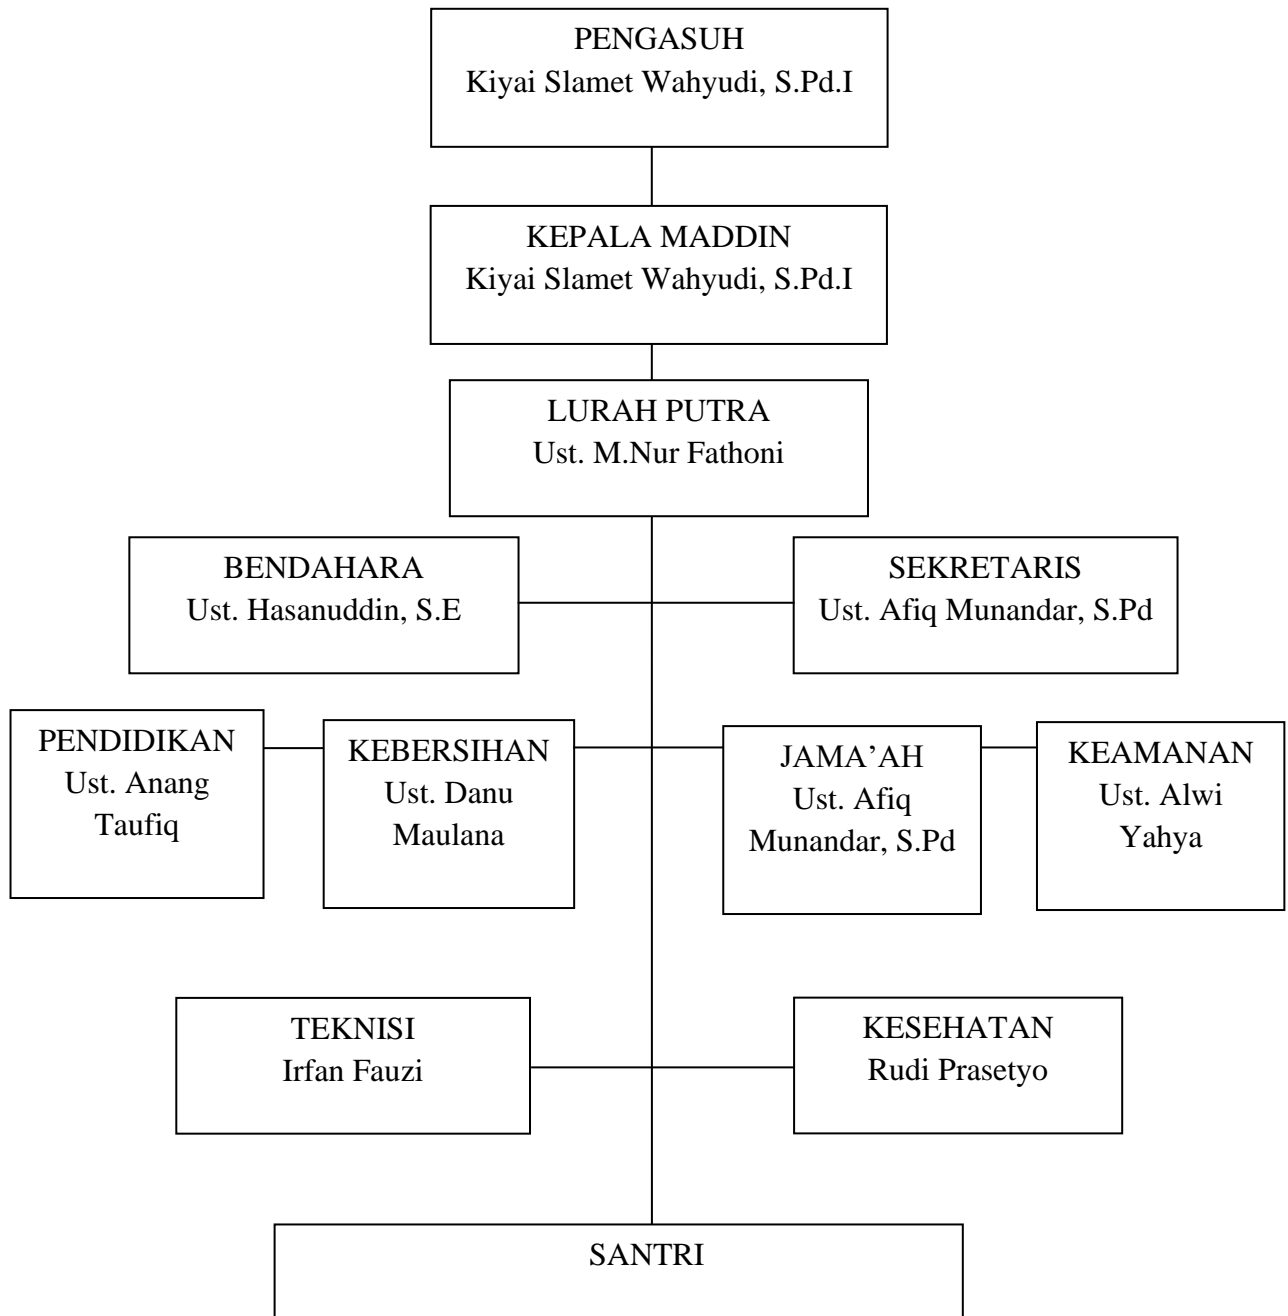 PENGASUH
Kiyai Slamet Wahyudi, S.Pd.I
KEPALA MADDIN
Kiyai Slamet Wahyudi, S.Pd.I
LURAH PUTRA
Ust. M.Nur Fathoni
BENDAHARA
Ust. Hasanuddin, S.E
SEKRETARIS
Ust. Afiq Munandar, S.Pd
PENDIDIKAN
Ust. Anang
Taufiq
KEBERSIHAN
Ust. Danu
Maulana
JAMA’AH
Ust. Afiq
Munandar, S.Pd
KEAMANAN
Ust. Alwi
Yahya
TEKNISI
Irfan Fauzi
KESEHATAN
Rudi Prasetyo
SANTRI